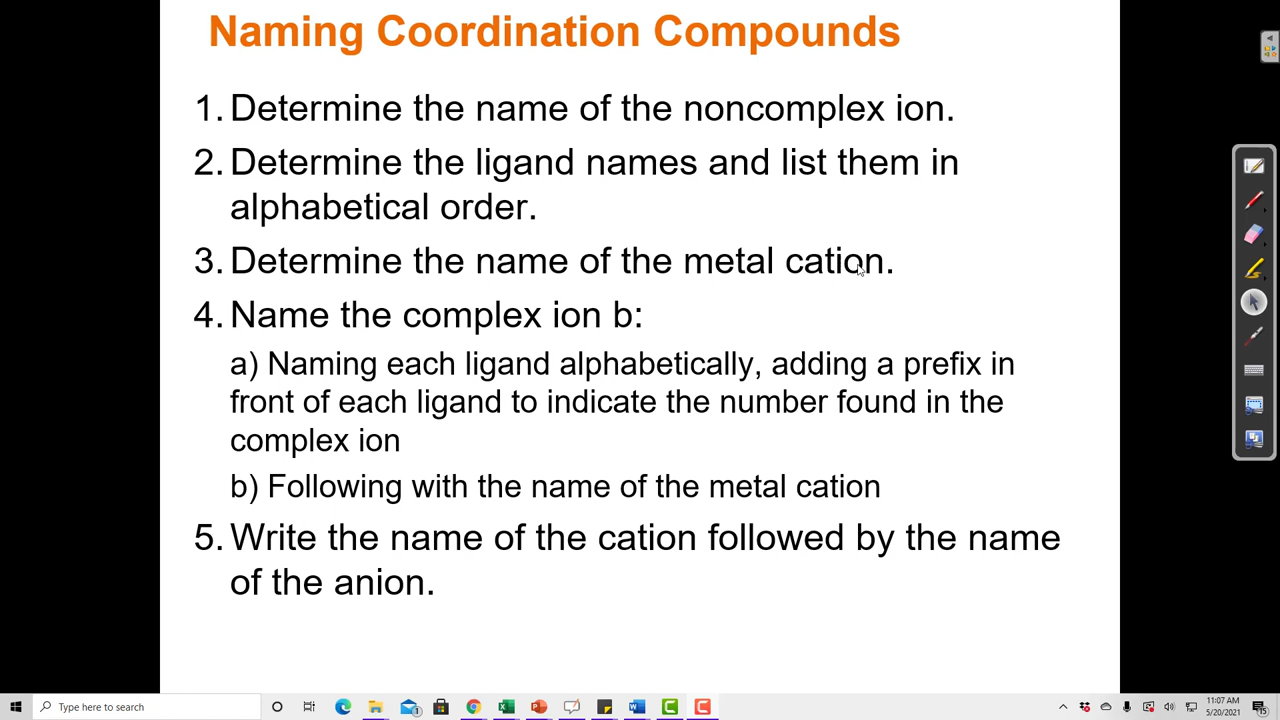 Naming Coordination Compounds
1. Determine the name of the noncomplex ion.
2. Determine the ligand names and list them in
alphabetical order.
3. Determine the name of the metal cation.
4. Name the complex ion b:
a) Naming each ligand alphabetically, adding a prefix in
front of each ligand to indicate the number found in the
complex ion
b) Following with the name of the metal cation
5. Write the name of the cation followed by the name
of the anion.
Type here to search
11:07 AM
5/20/2021